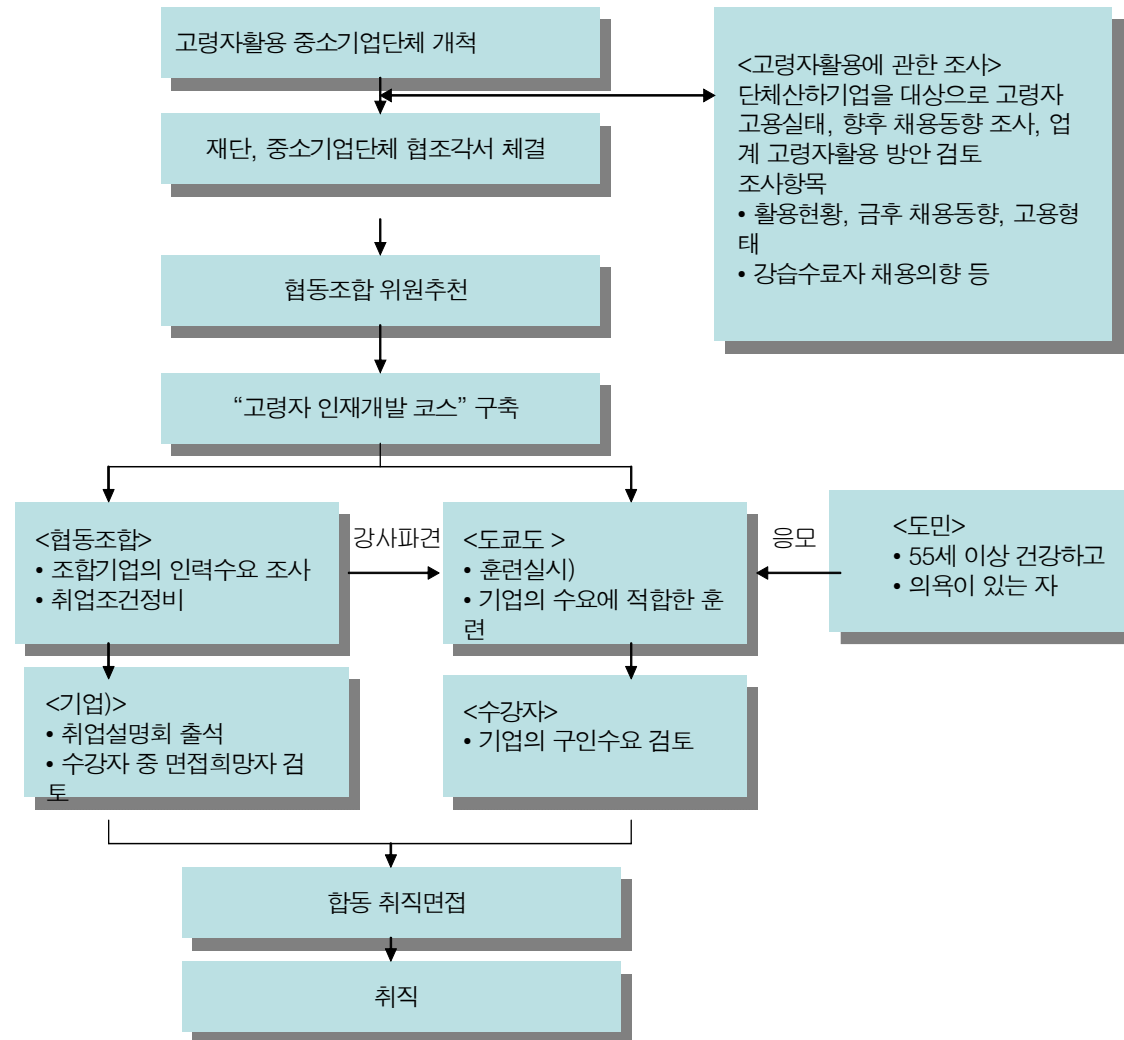 고령자활용 중소기업단체 개척
<고령자활용에 관한 조사>
단체산하기업을 대상으로 고령자
고용실태, 향후 채용동향 조사, 업
계 고령자활용 방안 검토
조사항목
• 활용현황, 금후 채용동향, 고용형
태
• 강습수료자 채용의향 등
재단, 중소기업단체 협조각서 체결
협동조합 위원추천
“고령자 인재개발 코스” 구축
<협동조합>
• 조합기업의 인력수요 조사
• 취업조건정비
강사파견
<도쿄도 >
• 훈련실시)
• 기업의 수요에 적합한 훈
련
응모
<도민>
• 55세 이상 건강하고
• 의욕이 있는 자
<기업)>
• 취업설명회 출석
• 수강자 중 면접희망자 검
토
<수강자>
• 기업의 구인수요 검토
합동 취직면접
취직